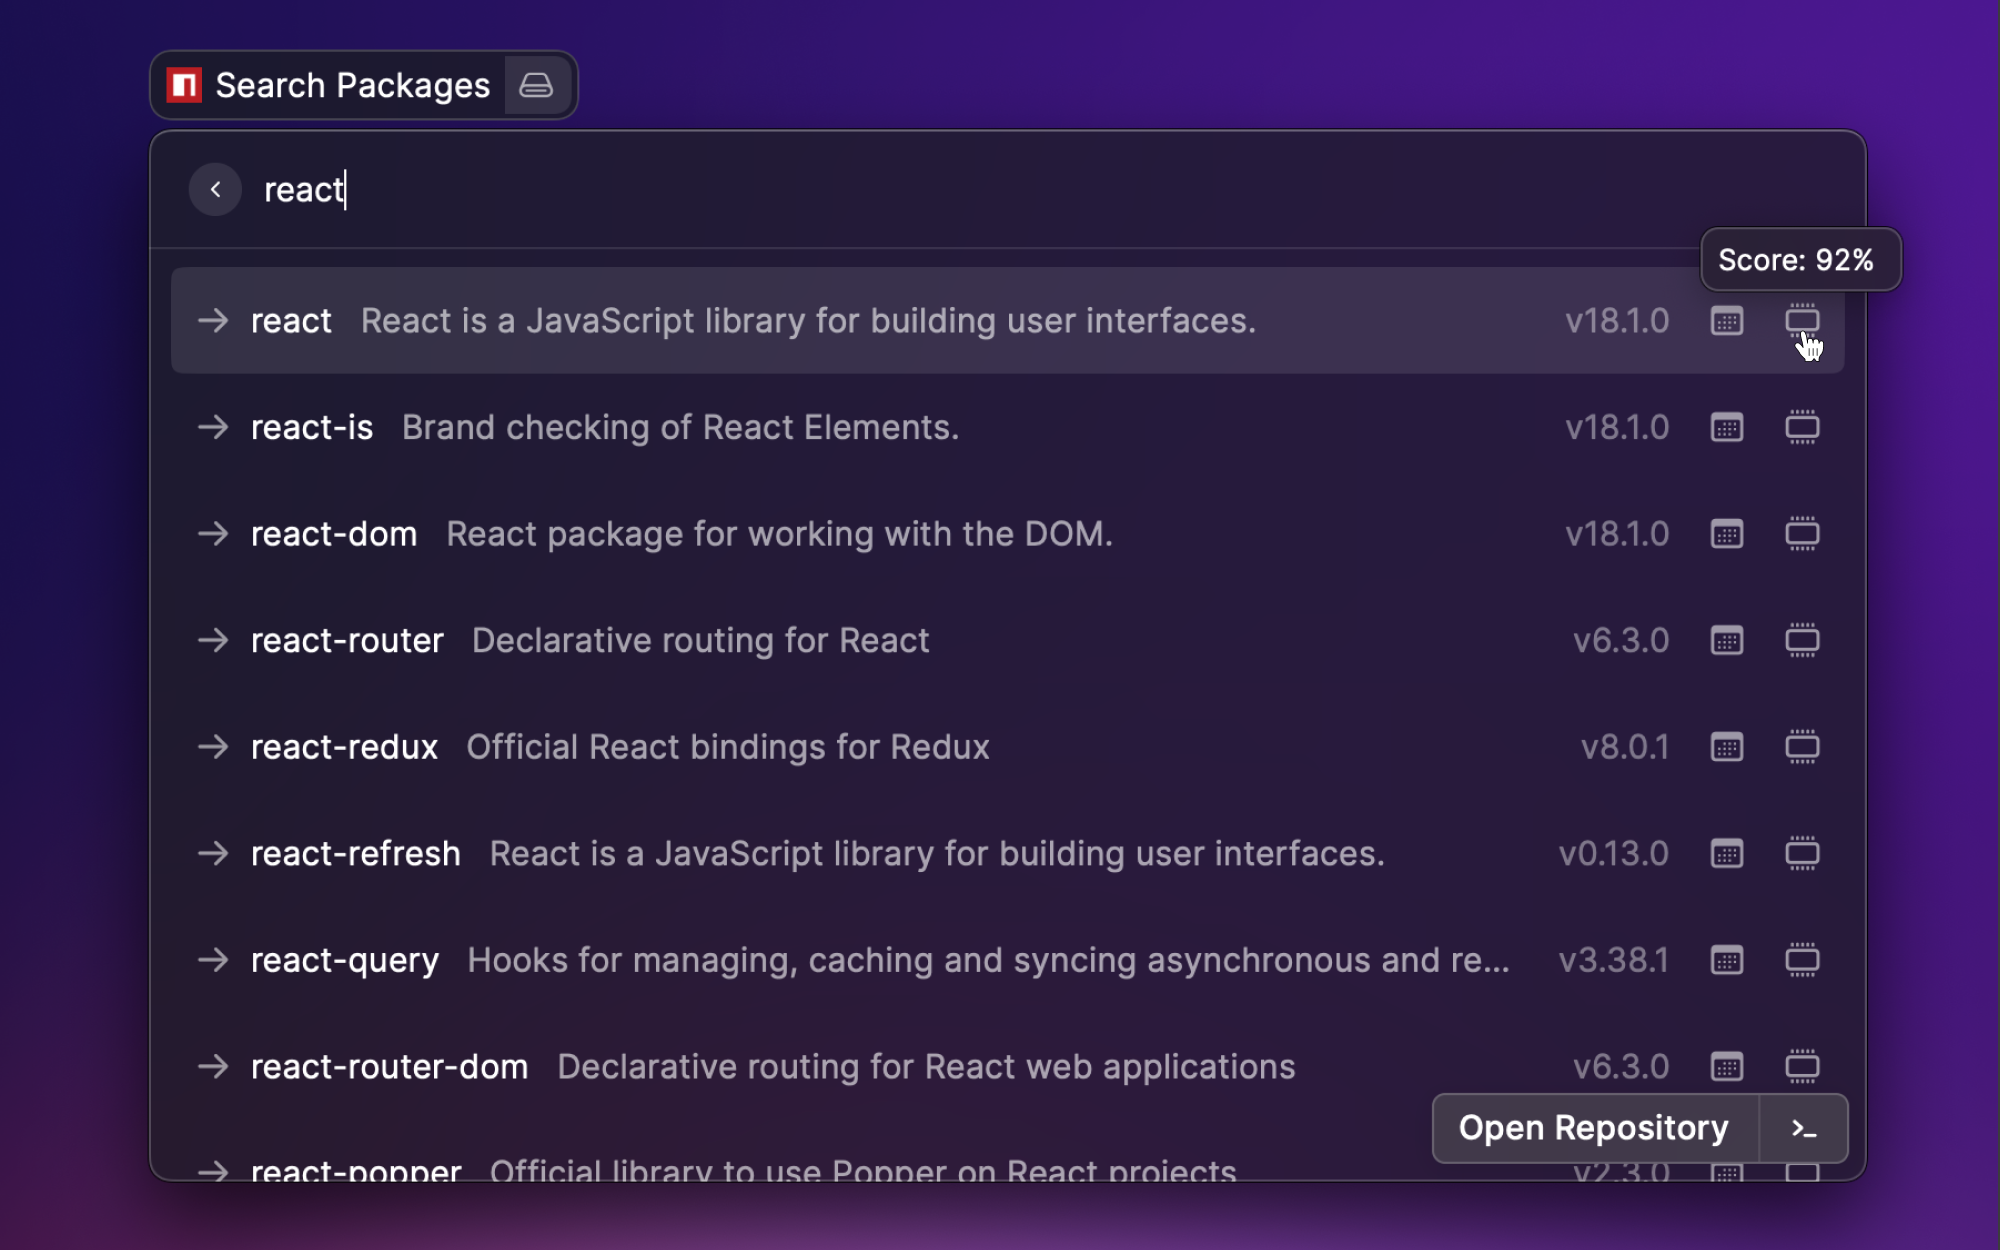 Search Packages
react
Score: 92%
react React is a JavaScript library for building user interfaces. v18.1.0
react-is Brand checking of React Elements. v18.1.0
react-dom React package for working with the DOM. v18.1.0
react-router Declarative routing for React v6.3.0
react-redux Official React bindings for Redux v8.0.1
react-refresh React is a JavaScript library for building user interfaces. v0.13.0
react-query Hooks for managing, caching and syncing asynchronous and re... v3.38.1
react-router-dom Declarative routing for React web applications v6.3.0
Open Repository >_
react-popper Official library to use Popper on React projects v2.3.0